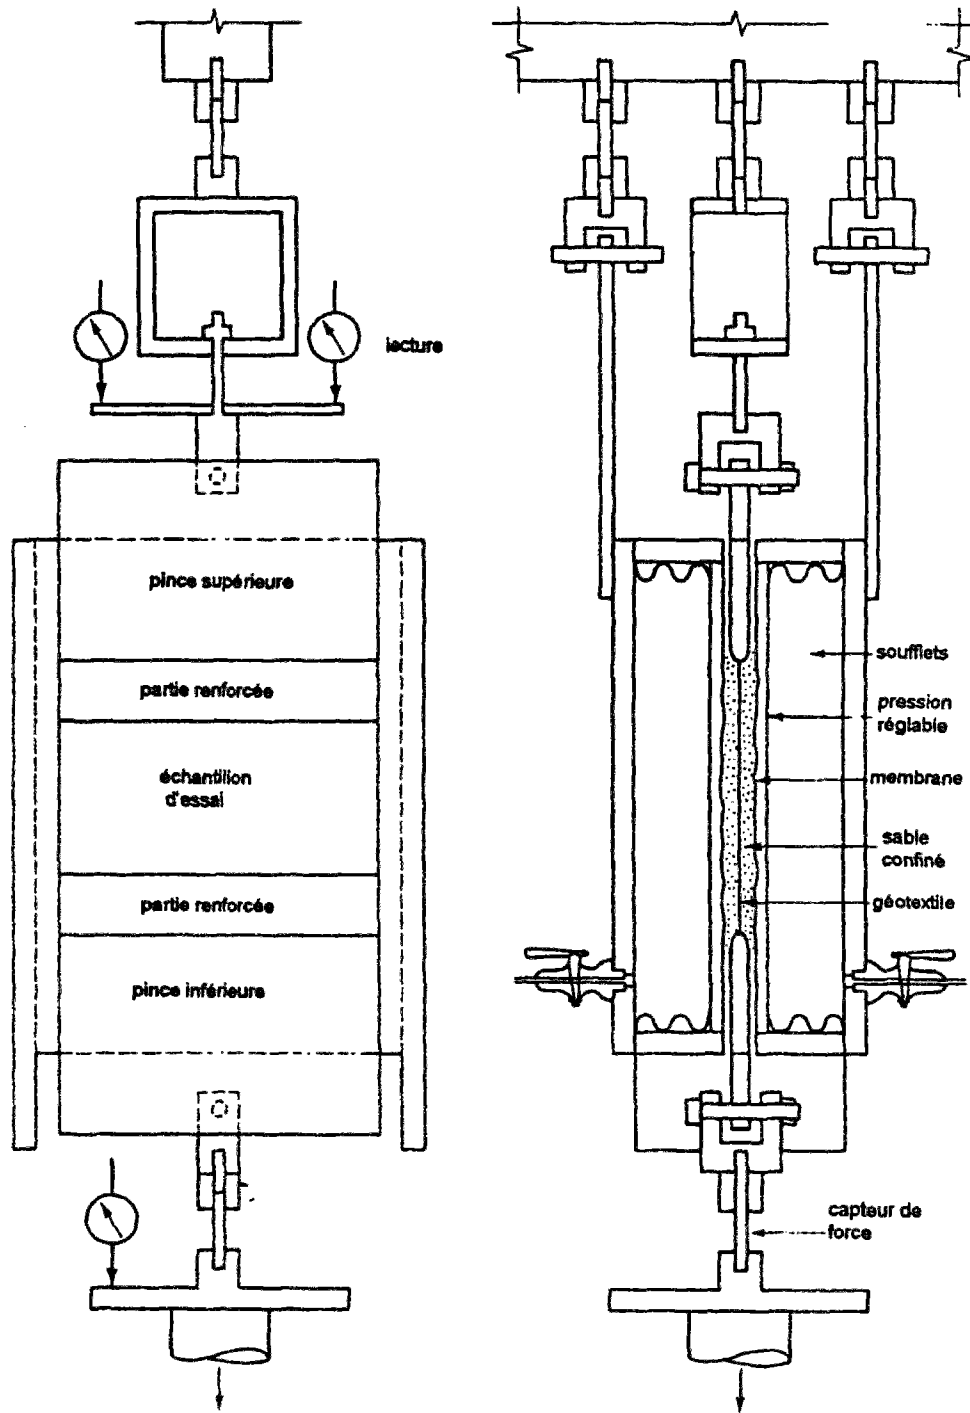 lecture
pince supérieure
partie renforcée
échantillon
d'essai
partie renforcée
pince inférieure
soufflets
pression
réglable
membrane
sable
confiné
géotextile
capteur de
force